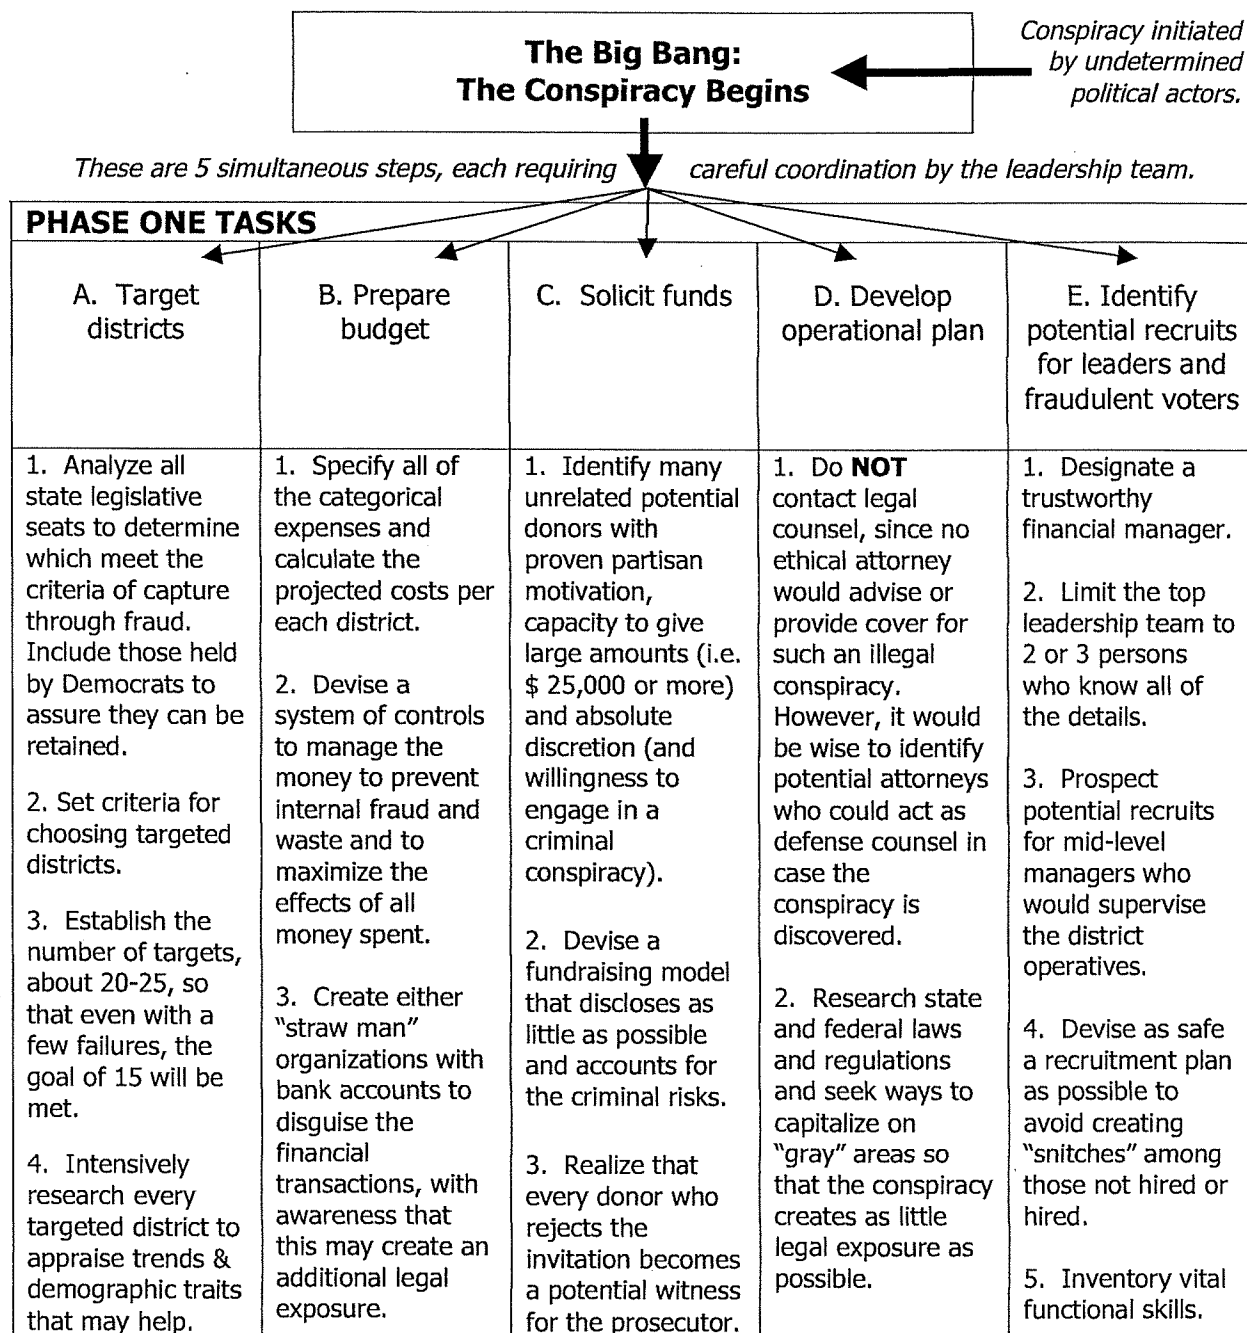 The Big Bang:
The Conspiracy Begins
Conspiracy initiated
by undetermined
political actors.
These are 5 simultaneous steps, each requiring careful coordination by the leadership team.
PHASE ONE TASKS
A. Target
districts
B. Prepare
budget
C. Solicit funds
D. Develop
operational plan
E. Identify
potential recruits
for leaders and
fraudulent voters
1. Analyze all
state legislative
seats to determine
which meet the
criteria of capture
through fraud.
Include those held
by Democrats to
assure they can be
retained.
2. Set criteria for
choosing targeted
districts.
3. Establish the
number of targets,
about 20-25, so
that even with a
few failures, the
goal of 15 will be
met.
4. Intensively
research every
targeted district to
appraise trends &
demographic traits
that may help.
1. Specify all of
the categorical
expenses and
calculate the
projected costs per
each district.
2. Devise a
system of controls
to manage the
money to prevent
internal fraud and
waste and to
maximize the
effects of all
money spent.
3. Create either
"straw man"
organizations with
bank accounts to
disguise the
financial
transactions, with
awareness that
this may create an
additional legal
exposure.
1. Identify many
unrelated potential
donors with
proven partisan
motivation,
capacity to give
large amounts (i.e.
$ 25,000 or more)
and absolute
discretion (and
willingness to
engage in a
criminal
conspiracy).
2. Devise a
fundraising model
that discloses as
little as possible
and accounts for
the criminal risks.
3. Realize that
every donor who
rejects the
invitation becomes
a potential witness
for the prosecutor.
1. Do NOT
contact legal
counsel, since no
ethical attorney
would advise or
provide cover for
such an illegal
conspiracy.
However, it would
be wise to identify
potential attorneys
who could act as
defense counsel in
case the
conspiracy is
discovered.
2. Research state
and federal laws
and regulations
and seek ways to
capitalize on
"gray" areas so
that the conspiracy
creates as little
legal exposure as
possible.
1. Designate a
trustworthy
financial manager.
2. Limit the top
leadership team to
2 or 3 persons
who know all of
the details.
3. Prospect
potential recruits
for mid-level
managers who
would supervise
the district
operatives.
4. Devise as safe
a recruitment plan
as possible to
avoid creating
"snitches" among
those not hired or
hired.
5. Inventory vital
functional skills.